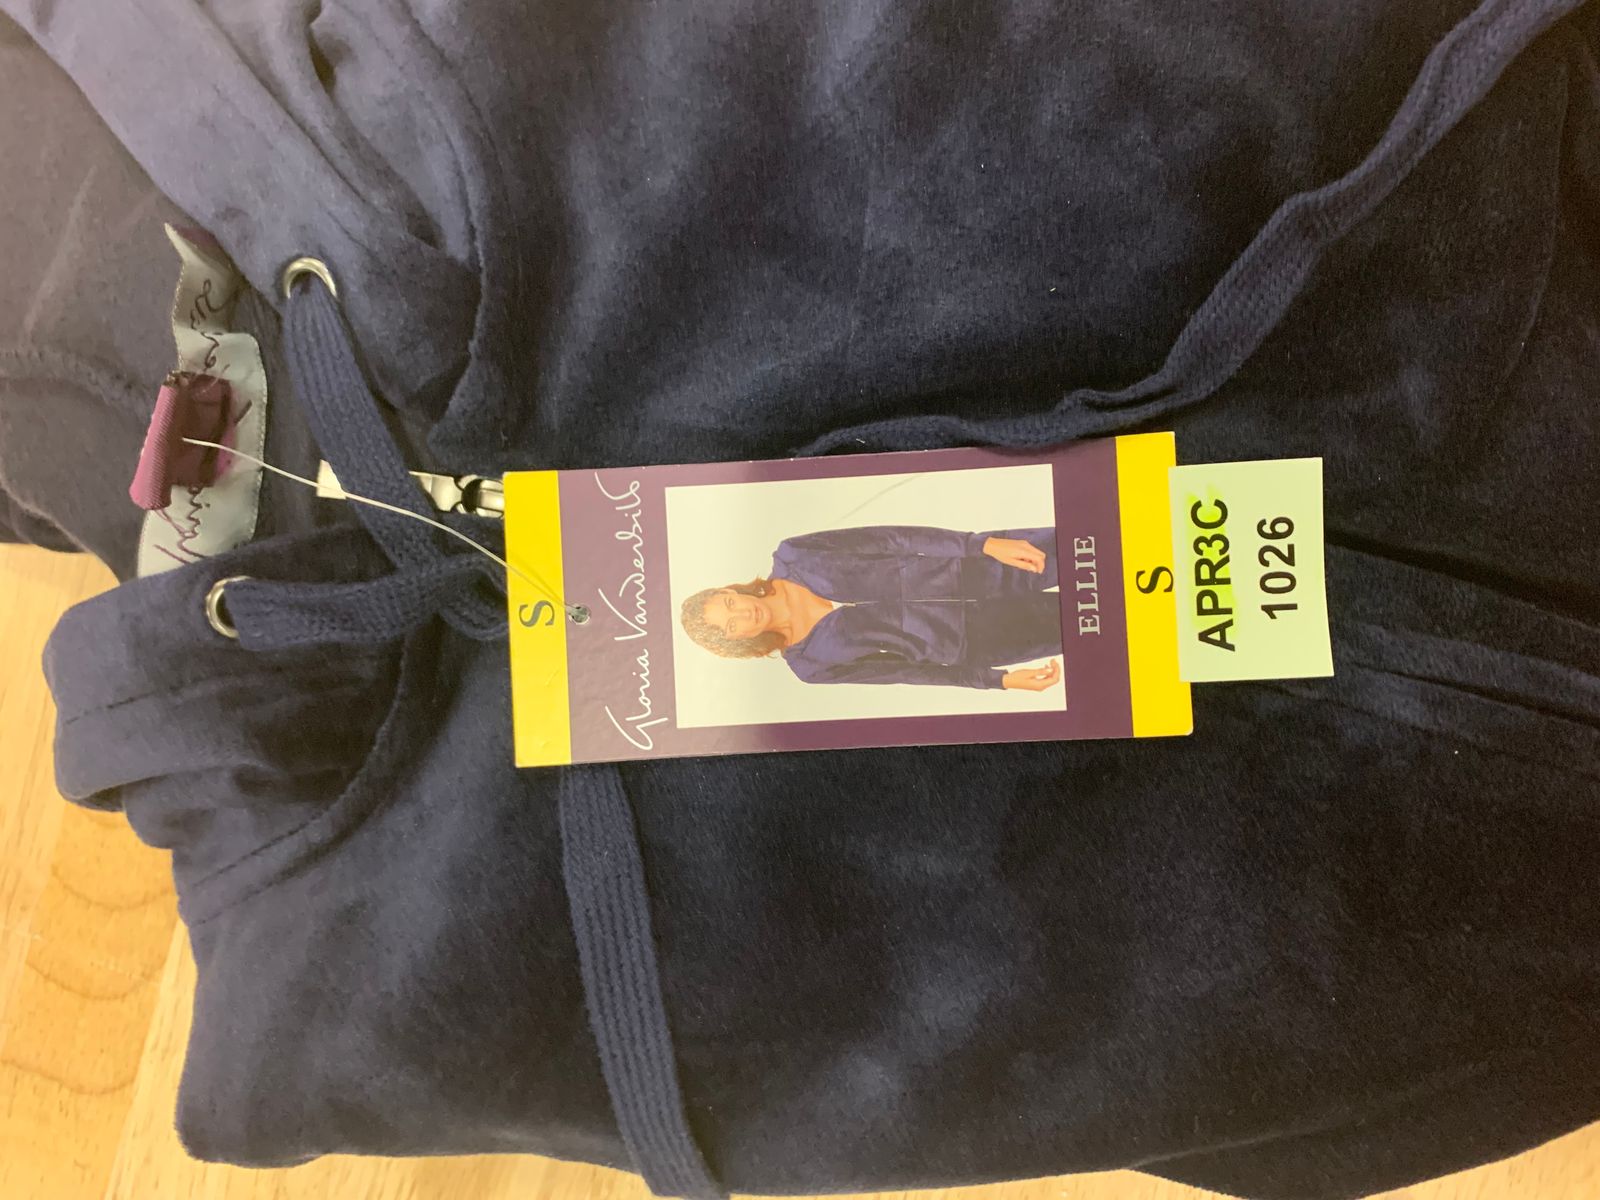 S
Gloria Vanderbilt
ELLIE
S
APR3C
1026